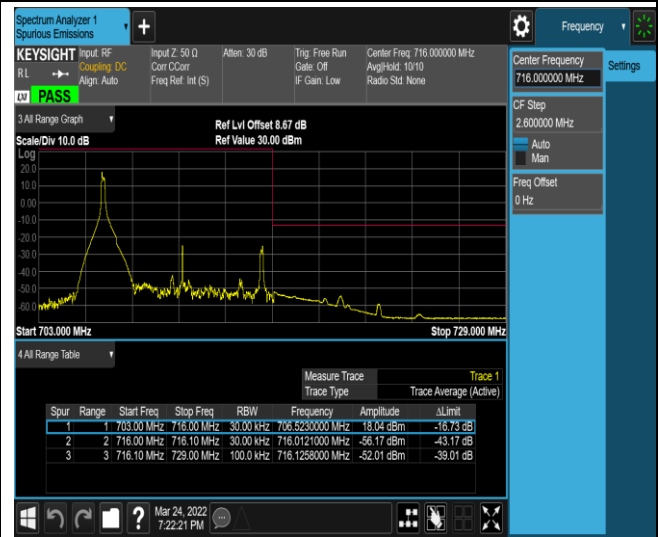 Spectrum Analyzer 1
Spurious Emissions
+
Frequency
KEYSIGHT Input: RF Input Z: 50 Ω Atten: 30 dB Trig: Free Run Center Freq: 716.000000 MHz
RL Coupling: DC Corr CCorr Gate: Off Avg|Hold: 10/10
Align: Auto Freq Ref: Int (S) IF Gain: Low Radio Std: None
LXI PASS
Center Frequency
716.000000 MHz
Settings
CF Step
2.600000 MHz
Auto
Man
Freq Offset
0 Hz
3 All Range Graph
Ref Lvl Offset 8.67 dB
Scale/Div 10.0 dB Ref Value 30.00 dBm
Log
20.0
10.0
0.00
-10.0
-20.0
-30.0
-40.0
-50.0
-60.0
Start 703.000 MHz Stop 729.000 MHz
4 All Range Table
Measure Trace Trace 1
Trace Type Trace Average (Active)
Spur Range Start Freq Stop Freq RBW Frequency Amplitude ΔLimit
1 1 703.00 MHz 716.00 MHz 30.00 kHz 706.5230000 MHz 18.04 dBm -16.73 dB
2 2 716.00 MHz 716.10 MHz 30.00 kHz 716.0121000 MHz -56.17 dBm -43.17 dB
3 3 716.10 MHz 729.00 MHz 100.0 kHz 716.1258000 MHz -52.01 dBm -39.01 dB
? Mar 24, 2022
7:22:21 PM